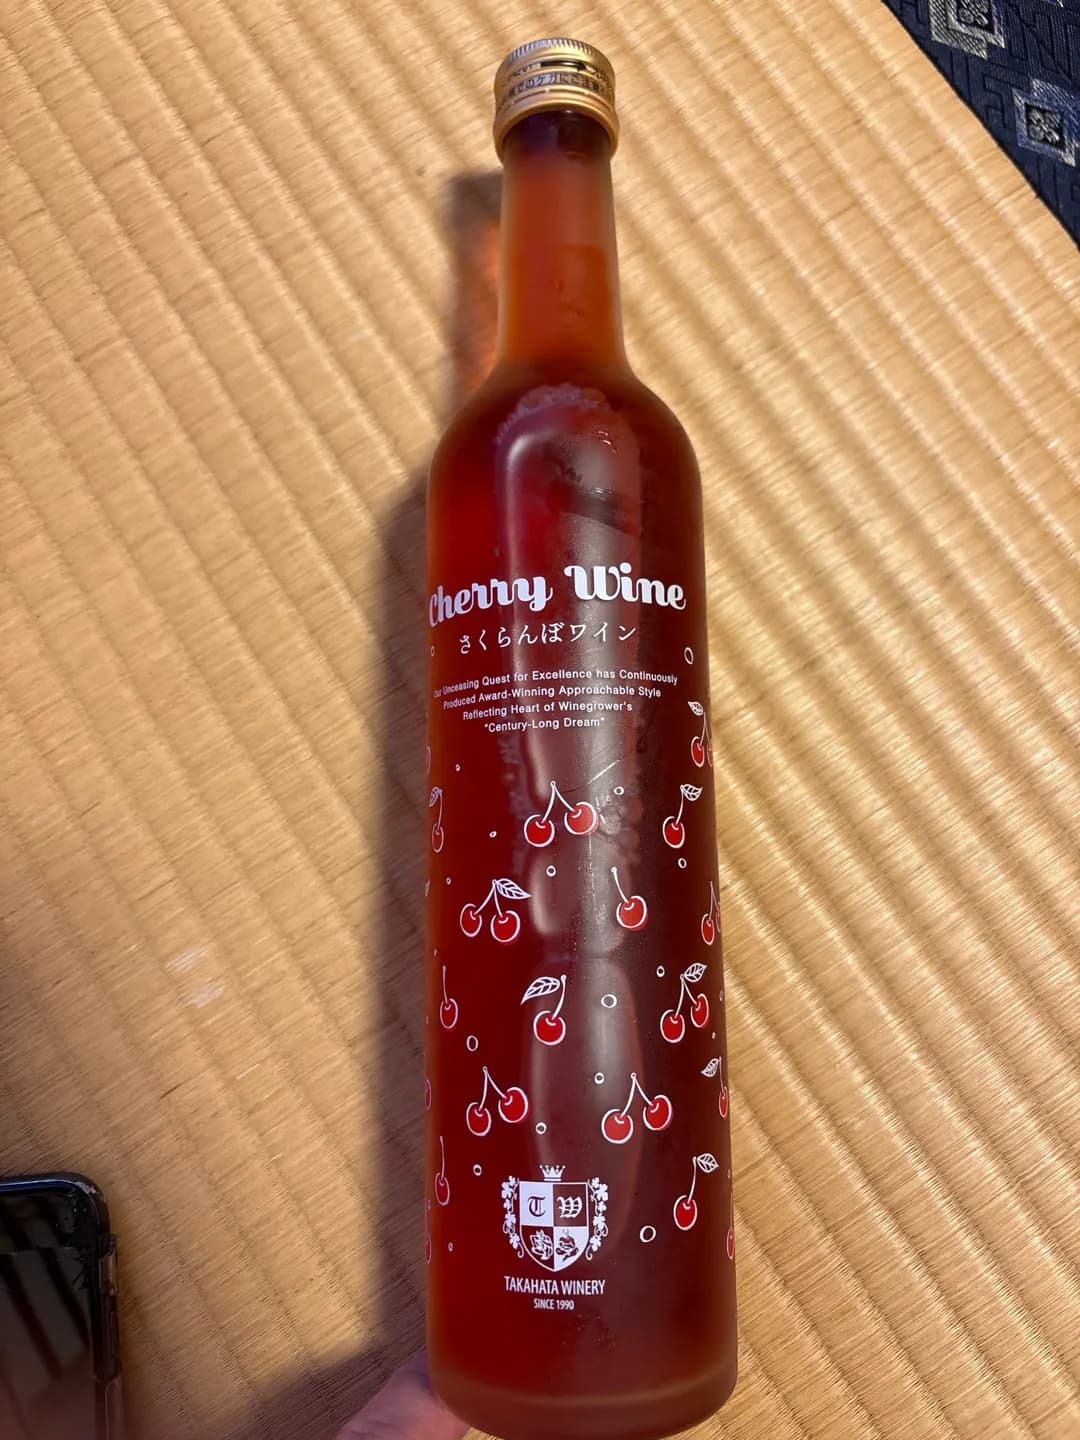 Cherry Wine
さくらんぼワイン
Our Unceasing Quest for Excellence has Continuously
Produced Award-Winning Approachable Style
Reflecting Heart of Winegrower's
"Century-Long Dream"
T W
TAKAHATA WINERY
SINCE 1990